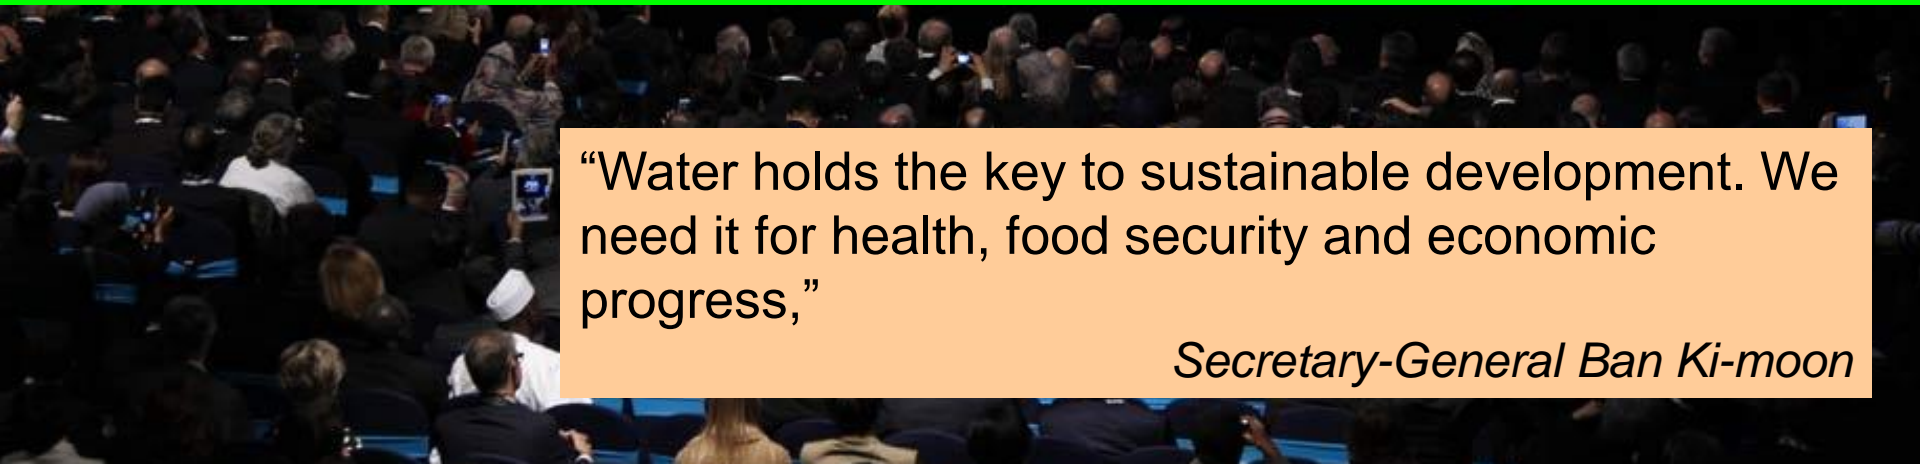 “Water holds the key to sustainable development. We
need it for health, food security and economic
progress,”
Secretary-General Ban Ki-moon